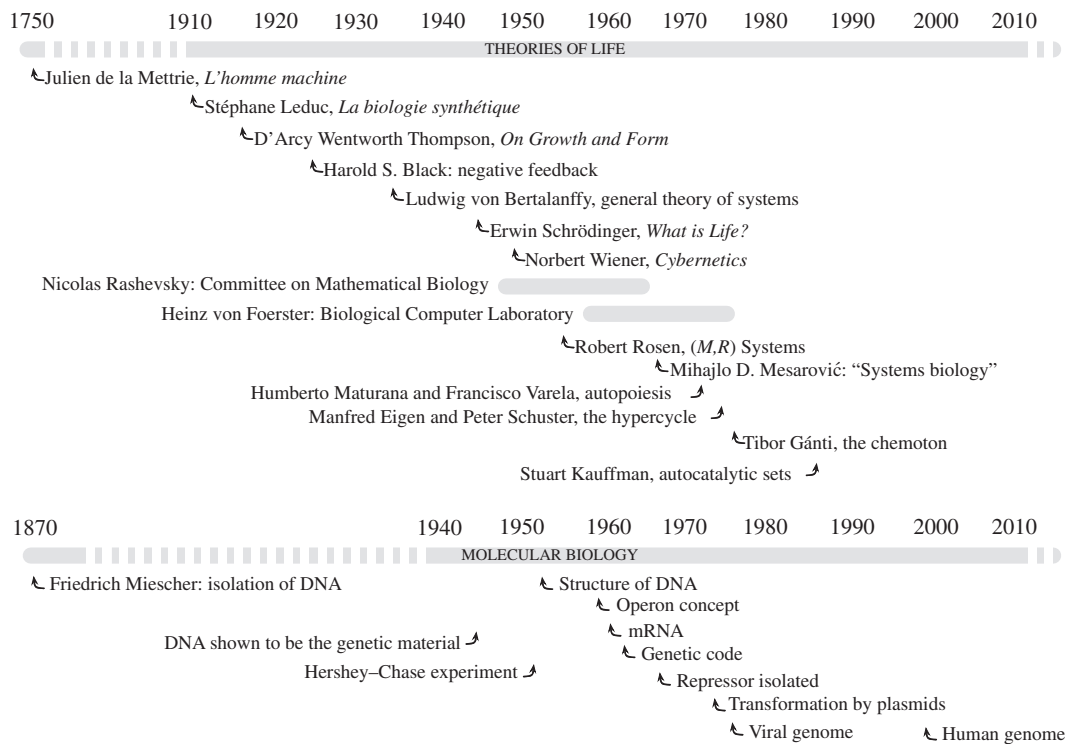 1750 1910 1920 1930 1940 1950 1960 1970 1980 1990 2000 2010
THEORIES OF LIFE
Julien de la Mettrie, L’homme machine
Stéphane Leduc, La biologie synthétique
D’Arcy Wentworth Thompson, On Growth and Form
Harold S. Black: negative feedback
Ludwig von Bertalanffy, general theory of systems
Erwin Schrödinger, What is Life?
Norbert Wiener, Cybernetics
Nicolas Rashevsky: Committee on Mathematical Biology
Heinz von Foerster: Biological Computer Laboratory
Robert Rosen, (M,R) Systems
Mihajlo D. Mesarović: “Systems biology”
Humberto Maturana and Francisco Varela, autopoiesis
Manfred Eigen and Peter Schuster, the hypercycle
Tibor Gánti, the chemoton
Stuart Kauffman, autocatalytic sets
1870 1940 1950 1960 1970 1980 1990 2000 2010
MOLECULAR BIOLOGY
Friedrich Miescher: isolation of DNA
Structure of DNA
Operon concept
mRNA
DNA shown to be the genetic material
Genetic code
Hershey–Chase experiment
Repressor isolated
Transformation by plasmids
Viral genome
Human genome